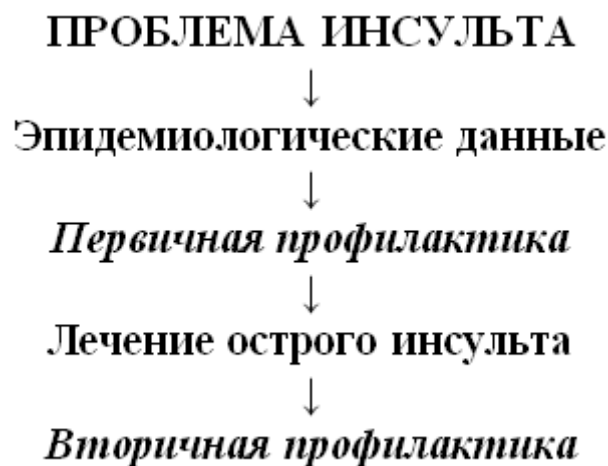 ПРОБЛЕМА ИНСУЛЬТА
↓
Эпидемиологические данные
↓
Первичная профилактика
↓
Лечение острого инсульта
↓
Вторичная профилактика